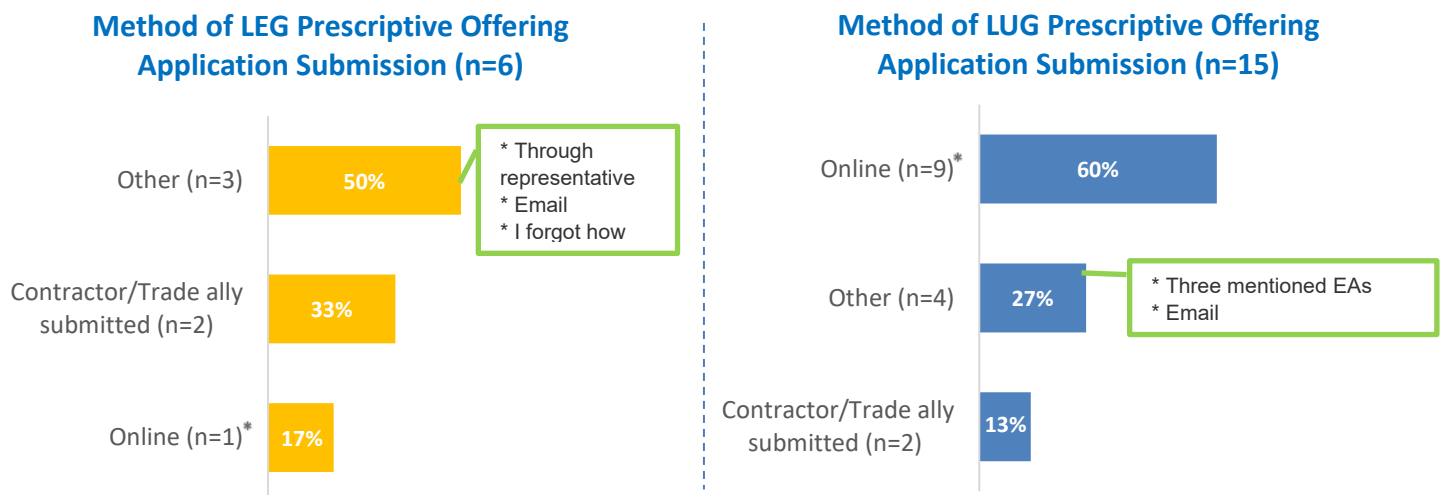 Method of LEG Prescriptive Offering
Application Submission (n=6)
Other (n=3)
50%
* Through
representative
* Email
* I forgot how
Contractor/Trade ally
submitted (n=2)
33%
Online (n=1)*
17%
Method of LUG Prescriptive Offering
Application Submission (n=15)
Online (n=9)*
60%
Other (n=4)
27%
* Three mentioned EAs
* Email
Contractor/Trade ally
submitted (n=2)
13%